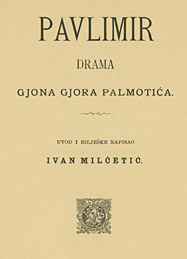 PAVLIMIR
DRAMA
GJONA GJORA PALMOTIĆA.
UVOD I BILJEŠKE NAPISAO
IVAN MILČETIĆ.